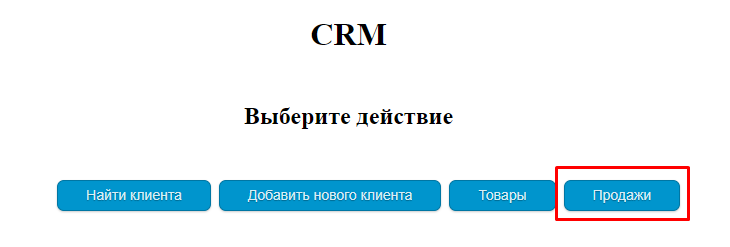 CRM
Выберите действие
Найти клиента Добавить нового клиента Товары Продажи